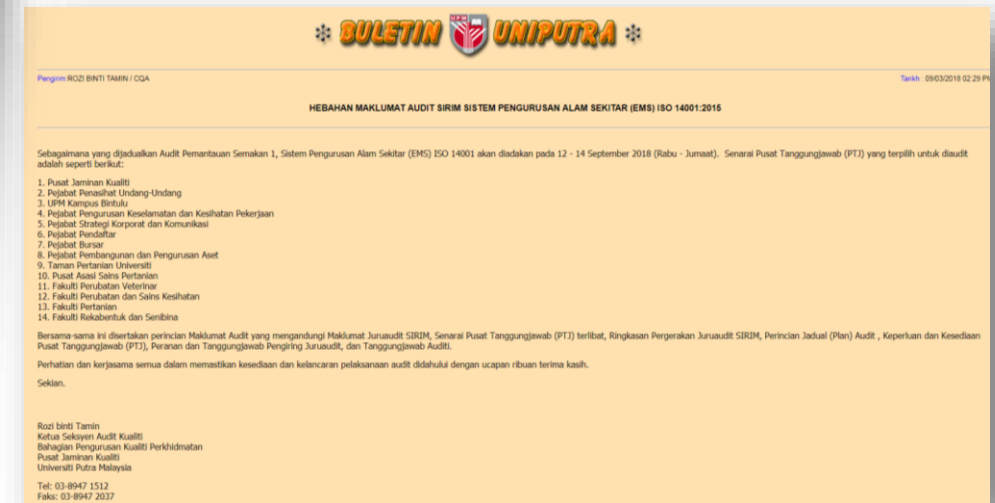 BULETIN UPM UNIPUTRA
Pengirim ROZI BINTI TAMIN / CQA
Tarikh : 09/03/2018 02:29 PM
HEBAHAN MAKLUMAT AUDIT SIRIM SISTEM PENGURUSAN ALAM SEKITAR (EMS) ISO 14001:2015
Sebagaimana yang dijadualkan Audit Pemantauan Semakan 1, Sistem Pengurusan Alam Sekitar (EMS) ISO 14001 akan diadakan pada 12 - 14 September 2018 (Rabu - Jumaat). Senarai Pusat Tanggungjawab (PTJ) yang terpilih untuk diaudit
adalah seperti berikut:
1. Pusat Jaminan Kualiti
2. Pejabat Penasihat Undang-Undang
3. UPM Kampus Bintulu
4. Pejabat Pengurusan Keselamatan dan Kesihatan Pekerjaan
5. Pejabat Strategi Korporat dan Komunikasi
6. Pejabat Pendaftar
7. Pejabat Bursar
8. Pejabat Pembangunan dan Pengurusan Aset
9. Taman Pertanian Universiti
10. Pusat Asasi Sains Pertanian
11. Fakulti Perubatan Veterinar
12. Fakulti Perubatan dan Sains Kesihatan
13. Fakulti Pertanian
14. Fakulti Rekabentuk dan Senibina
Bersama-sama ini disertakan perincian Maklumat Audit yang mengandungi Maklumat Juruaudit SIRIM, Senarai Pusat Tanggungjawab (PTJ) terlibat, Ringkasan Pergerakan Juruaudit SIRIM, Perincian Jadual (Plan) Audit , Keperluan dan Kesediaan
Pusat Tanggungjawab (PTJ), Peranan dan Tanggungjawab Pengiring Juruaudit, dan Tanggungjawab Auditi.
Perhatian dan kerjasama semua dalam memastikan kesediaan dan kelancaran pelaksanaan audit didahului dengan ucapan ribuan terima kasih.
Sekian.
Rozi binti Tamin
Ketua Seksyen Audit Kualiti
Bahagian Pengurusan Kualiti Perkhidmatan
Pusat Jaminan Kualiti
Universiti Putra Malaysia
Tel: 03-8947 1512
Faks: 03-8947 2037